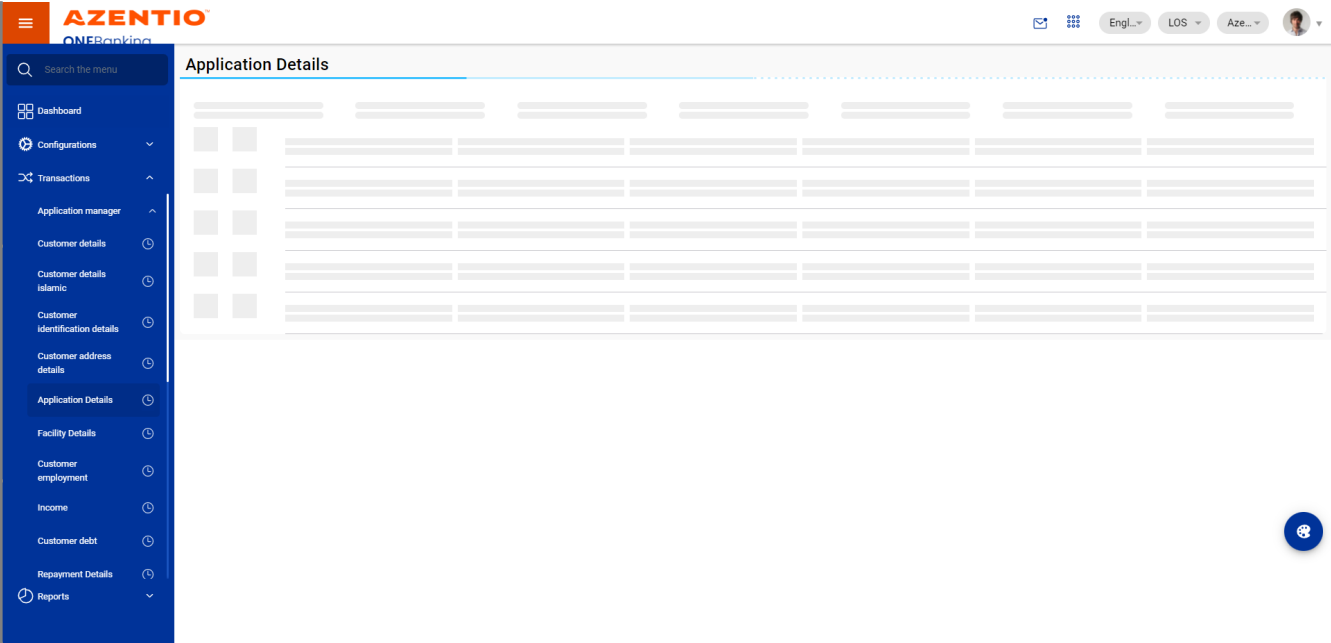 AZENTIO
ONEBanking
Engl...
LOS
Aze...
Search the menu
Application Details
Dashboard
Configurations
Transactions
Application manager
Customer details
Customer details
islamic
Customer
identification details
Customer address
details
Application Details
Facility Details
Customer
employment
Income
Customer debt
Repayment Details
Reports